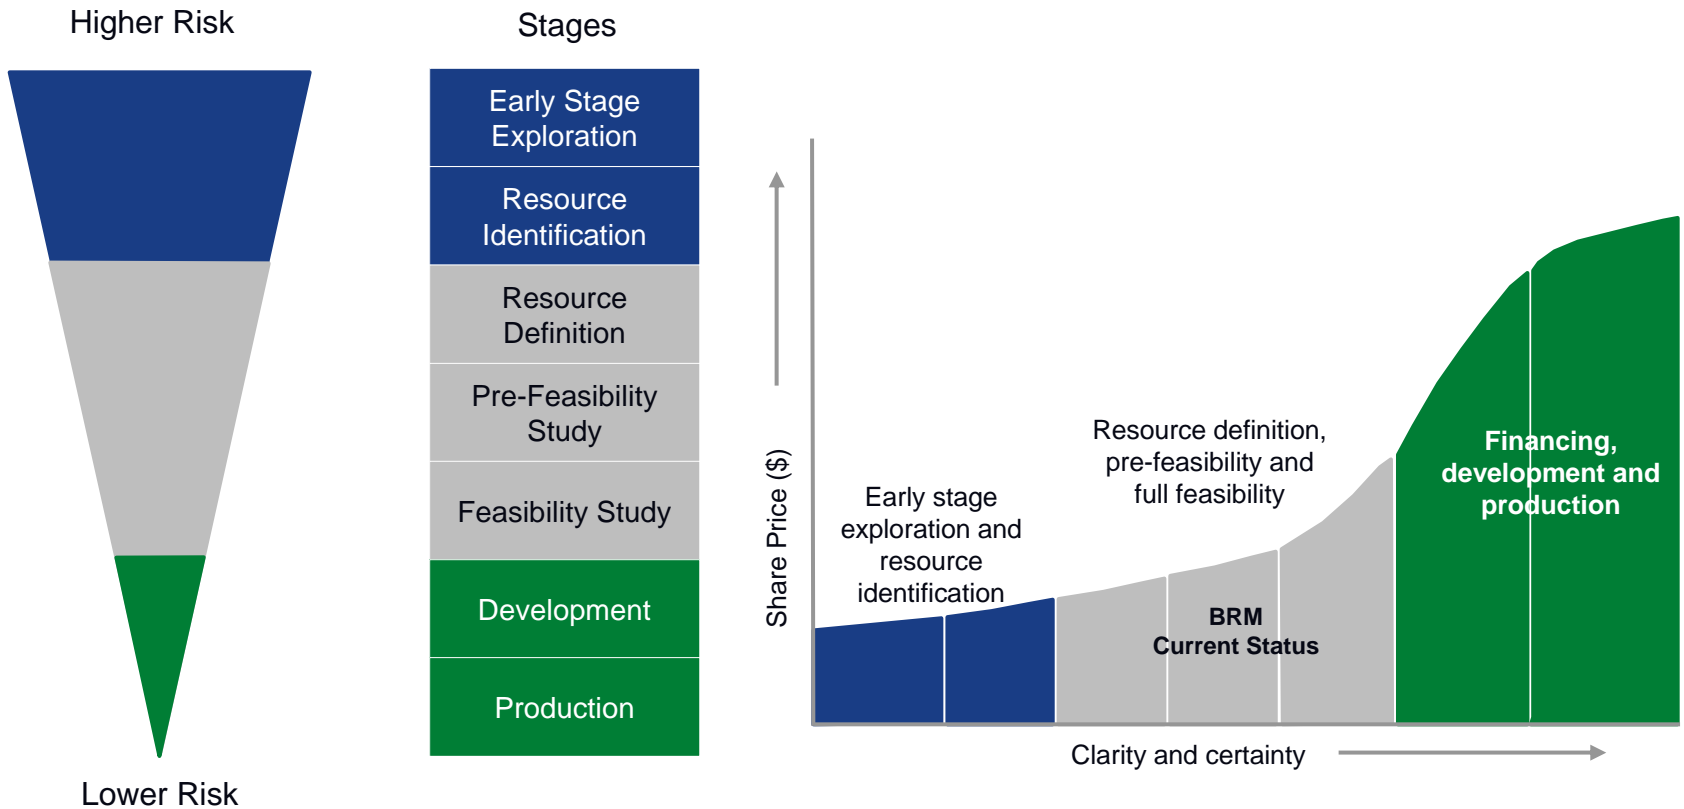 Higher Risk
Lower Risk
Stages
Early Stage
Exploration
Resource
Identification
Resource
Definition
Pre-Feasibility
Study
Feasibility Study
Development
Production
Share Price ($)
Early stage
exploration and
resource
identification
Resource definition,
pre-feasibility and
full feasibility
BRM
Current Status
Financing,
development and
production
Clarity and certainty